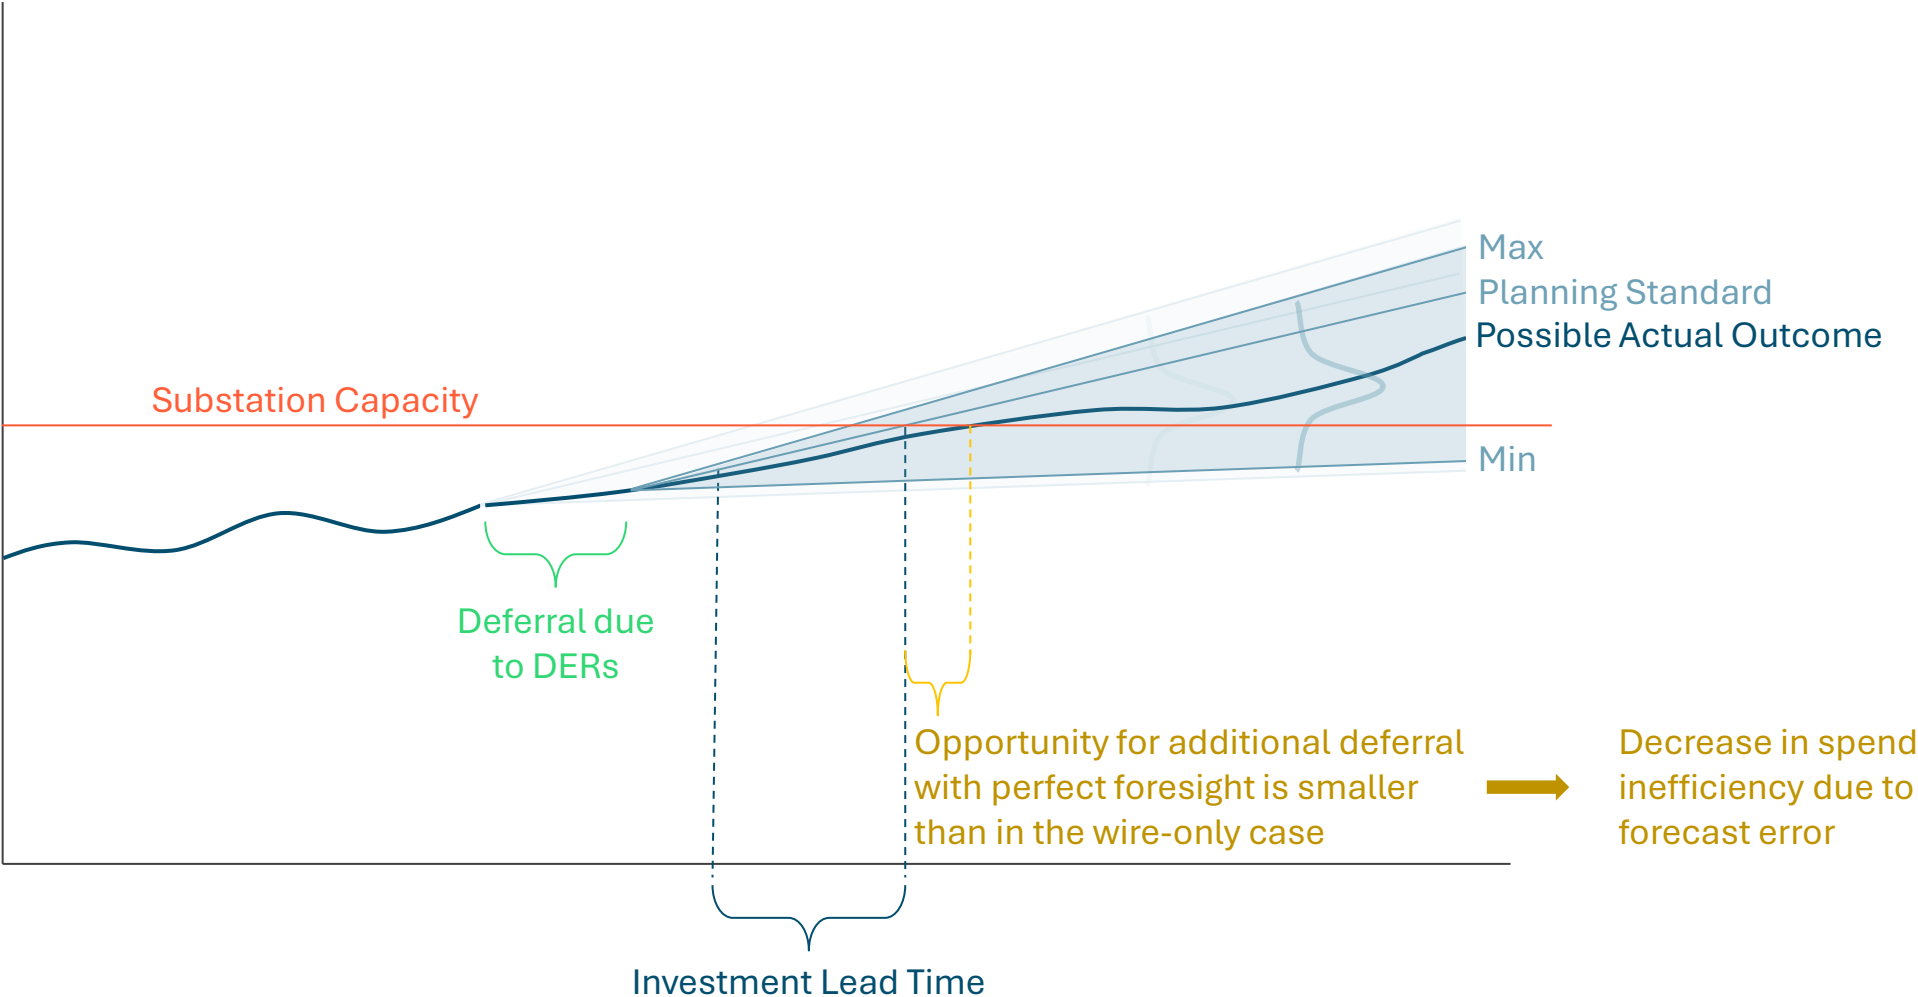 Max
Planning Standard
Possible Actual Outcome
Substation Capacity
Min
Deferral due
to DERs
Opportunity for additional deferral
with perfect foresight is smaller
than in the wire-only case
Decrease in spend
inefficiency due to
forecast error
Investment Lead Time